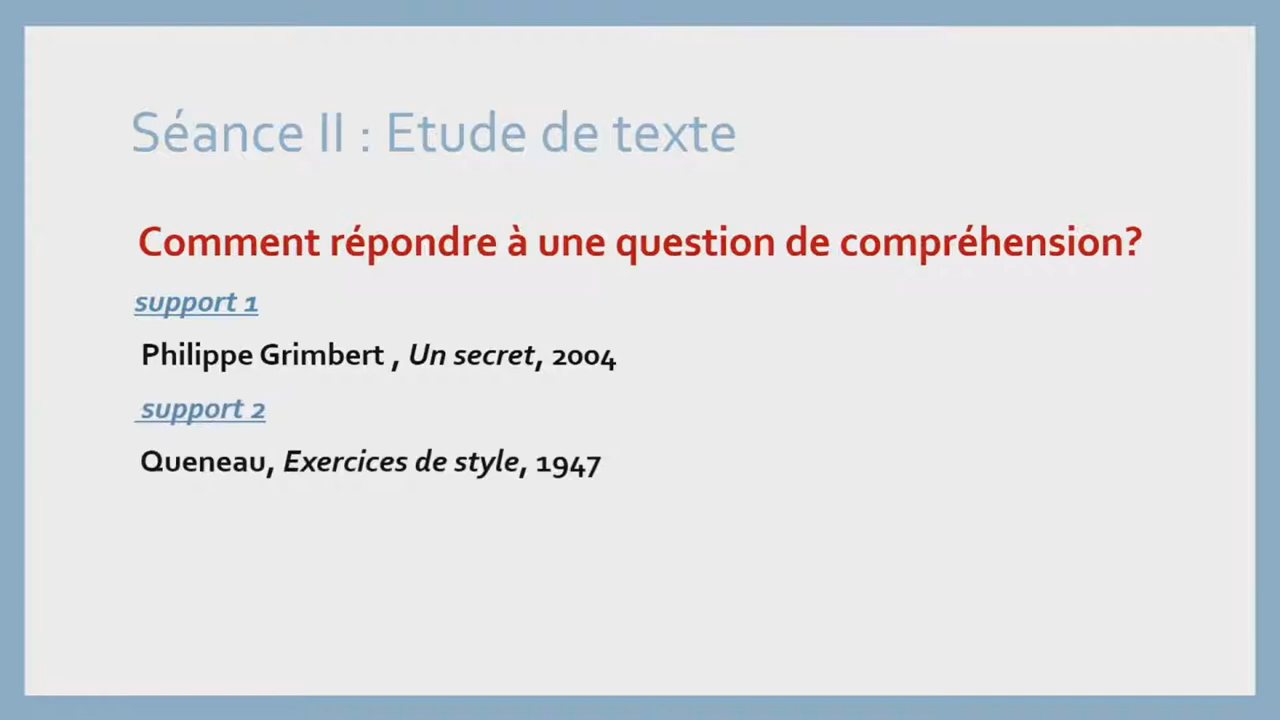 Séance II : Etude de texte
Comment répondre à une question de compréhension?
support 1
Philippe Grimbert , Un secret, 2004
support 2
Queneau, Exercices de style, 1947